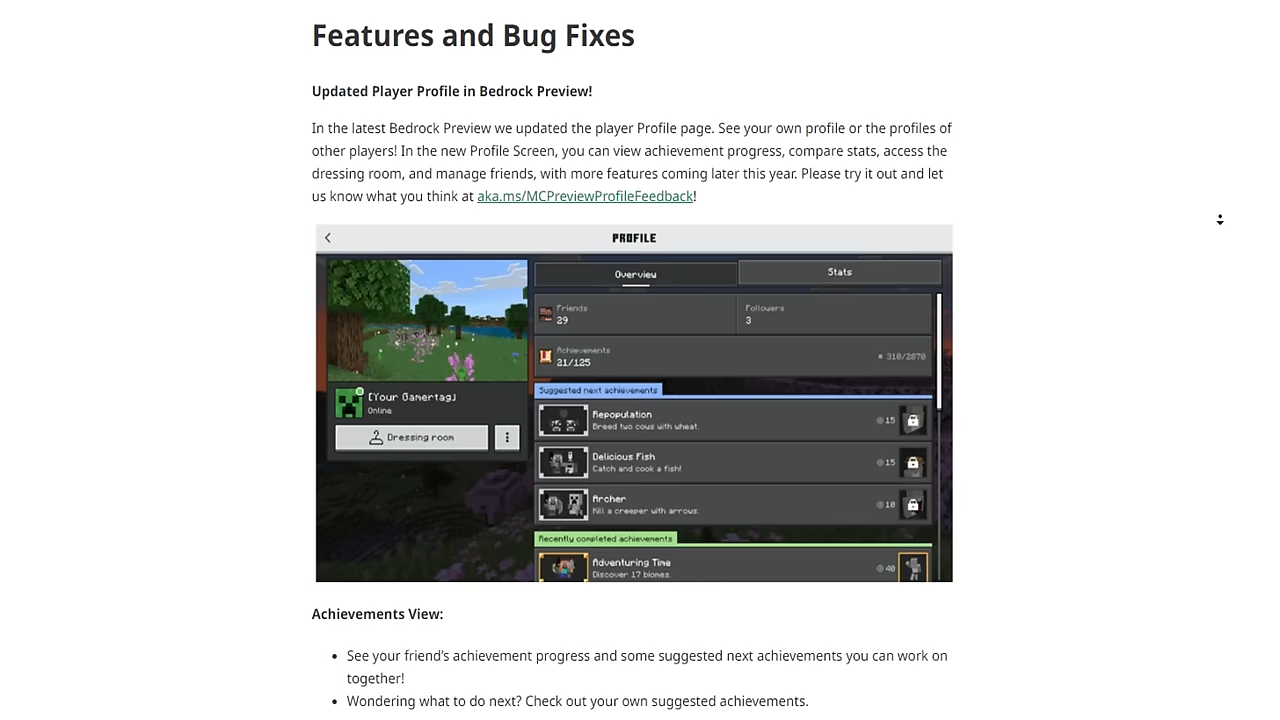 Features and Bug Fixes
Updated Player Profile in Bedrock Preview!
In the latest Bedrock Preview we updated the player Profile page. See your own profile or the profiles of
other players! In the new Profile Screen, you can view achievement progress, compare stats, access the
dressing room, and manage friends, with more features coming later this year. Please try it out and let
us know what you think at aka.ms/MCPreviewProfileFeedback!
PROFILE
Overview
Stats
Friends
29
Followers
3
Achievements
21/125
310/2870
[Your Gamertag]
Online
Dressing room
Suggested next achievements
Repopulation
Breed two cows with wheat.
15
Delicious Fish
Catch and cook a fish!
15
Archer
Kill a creeper with arrows.
10
Recently completed achievements
Adventuring Time
Discover 17 biomes.
40
Achievements View:
• See your friend’s achievement progress and some suggested next achievements you can work on
together!
• Wondering what to do next? Check out your own suggested achievements.